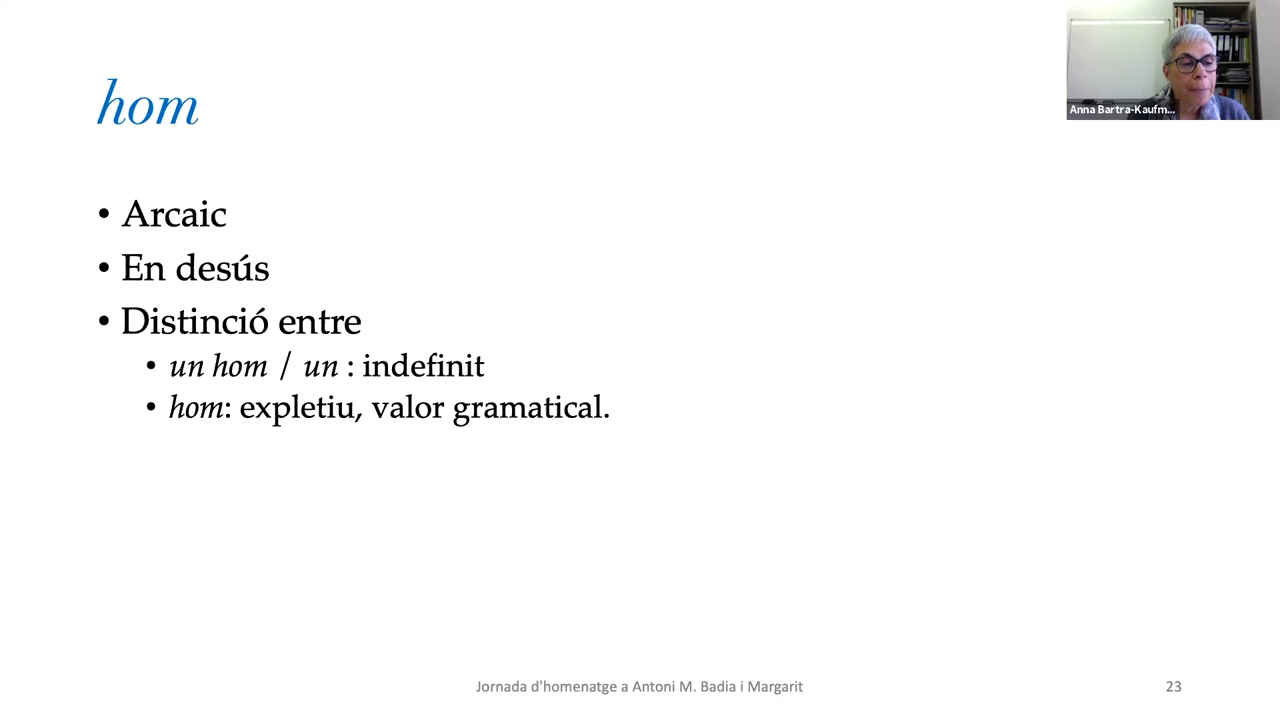 hom
Anna Bartra-Kaufm...
• Arcaic
• En desús
• Distinció entre
• un hom / un : indefinit
• hom: expletiu, valor gramatical.
Jornada d'homenatge a Antoni M. Badia i Margarit
23